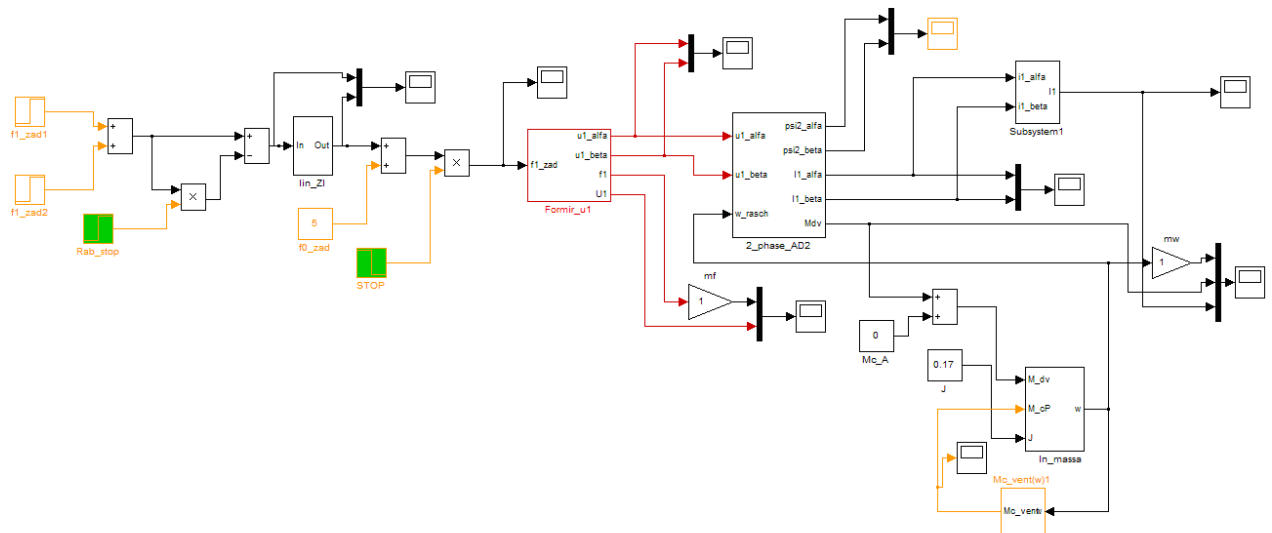 f1_zad1
f1_zad2
+
+
×
Rab_stop
+
−
In Out
lin_ZI
+
+
5
f0_zad
×
STOP
f1_zad
u1_alfa
u1_beta
f1
U1
Formir_u1
mf
1
u1_alfa
u1_beta
w_rasch
psi2_alfa
psi2_beta
I1_alfa
I1_beta
Mdv
2_phase_AD2
i1_alfa
i1_beta
I1
Subsystem1
mw
1
+
+
0
Mc_A
0.17
J
M_dv
M_cP
J
w
In_massa
Mc_vent(w)1
Mc_ventw